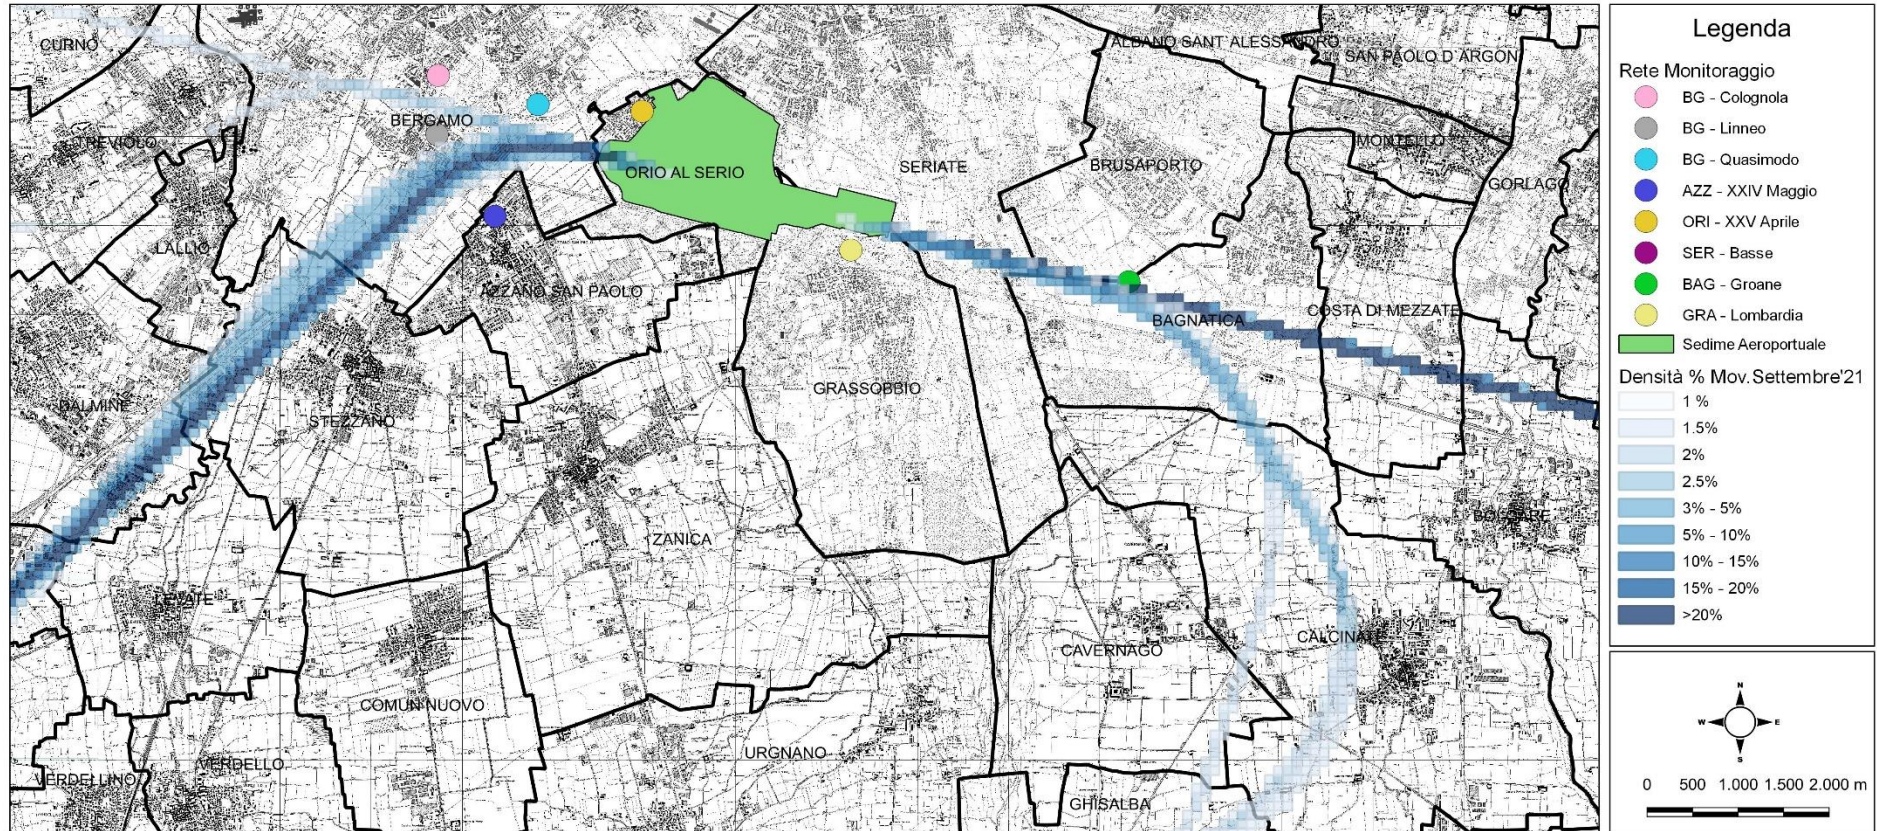 CURNO
ALBANO SANT'ALESSANDRO
SAN PAOLO D'ARGON
BERGAMO
TREVIOLO
ORIO AL SERIO
SERIATE
BRUSAPORTO
MONTELLO
GORLAGO
LALLIO
AZZANO SAN PAOLO
BAGNATICA
COSTA DI MEZZATE
GRASSOBBIO
DALMINE
STEZZANO
BOLGARE
ZANICA
LEVATE
CALCINATE
CAVERNAGO
COMUN NUOVO
URGNANO
VERDELLO
VERDELLINO
GHISALBA
Legenda
Rete Monitoraggio
BG - Colognola
BG - Linneo
BG - Quasimodo
AZZ - XXIV Maggio
ORI - XXV Aprile
SER - Basse
BAG - Groane
GRA - Lombardia
Sedime Aeroportuale
Densità % Mov.Settembre'21
1 %
1.5%
2%
2.5%
3% - 5%
5% - 10%
10% - 15%
15% - 20%
>20%
N
W E
S
0 500 1.000 1.500 2.000 m